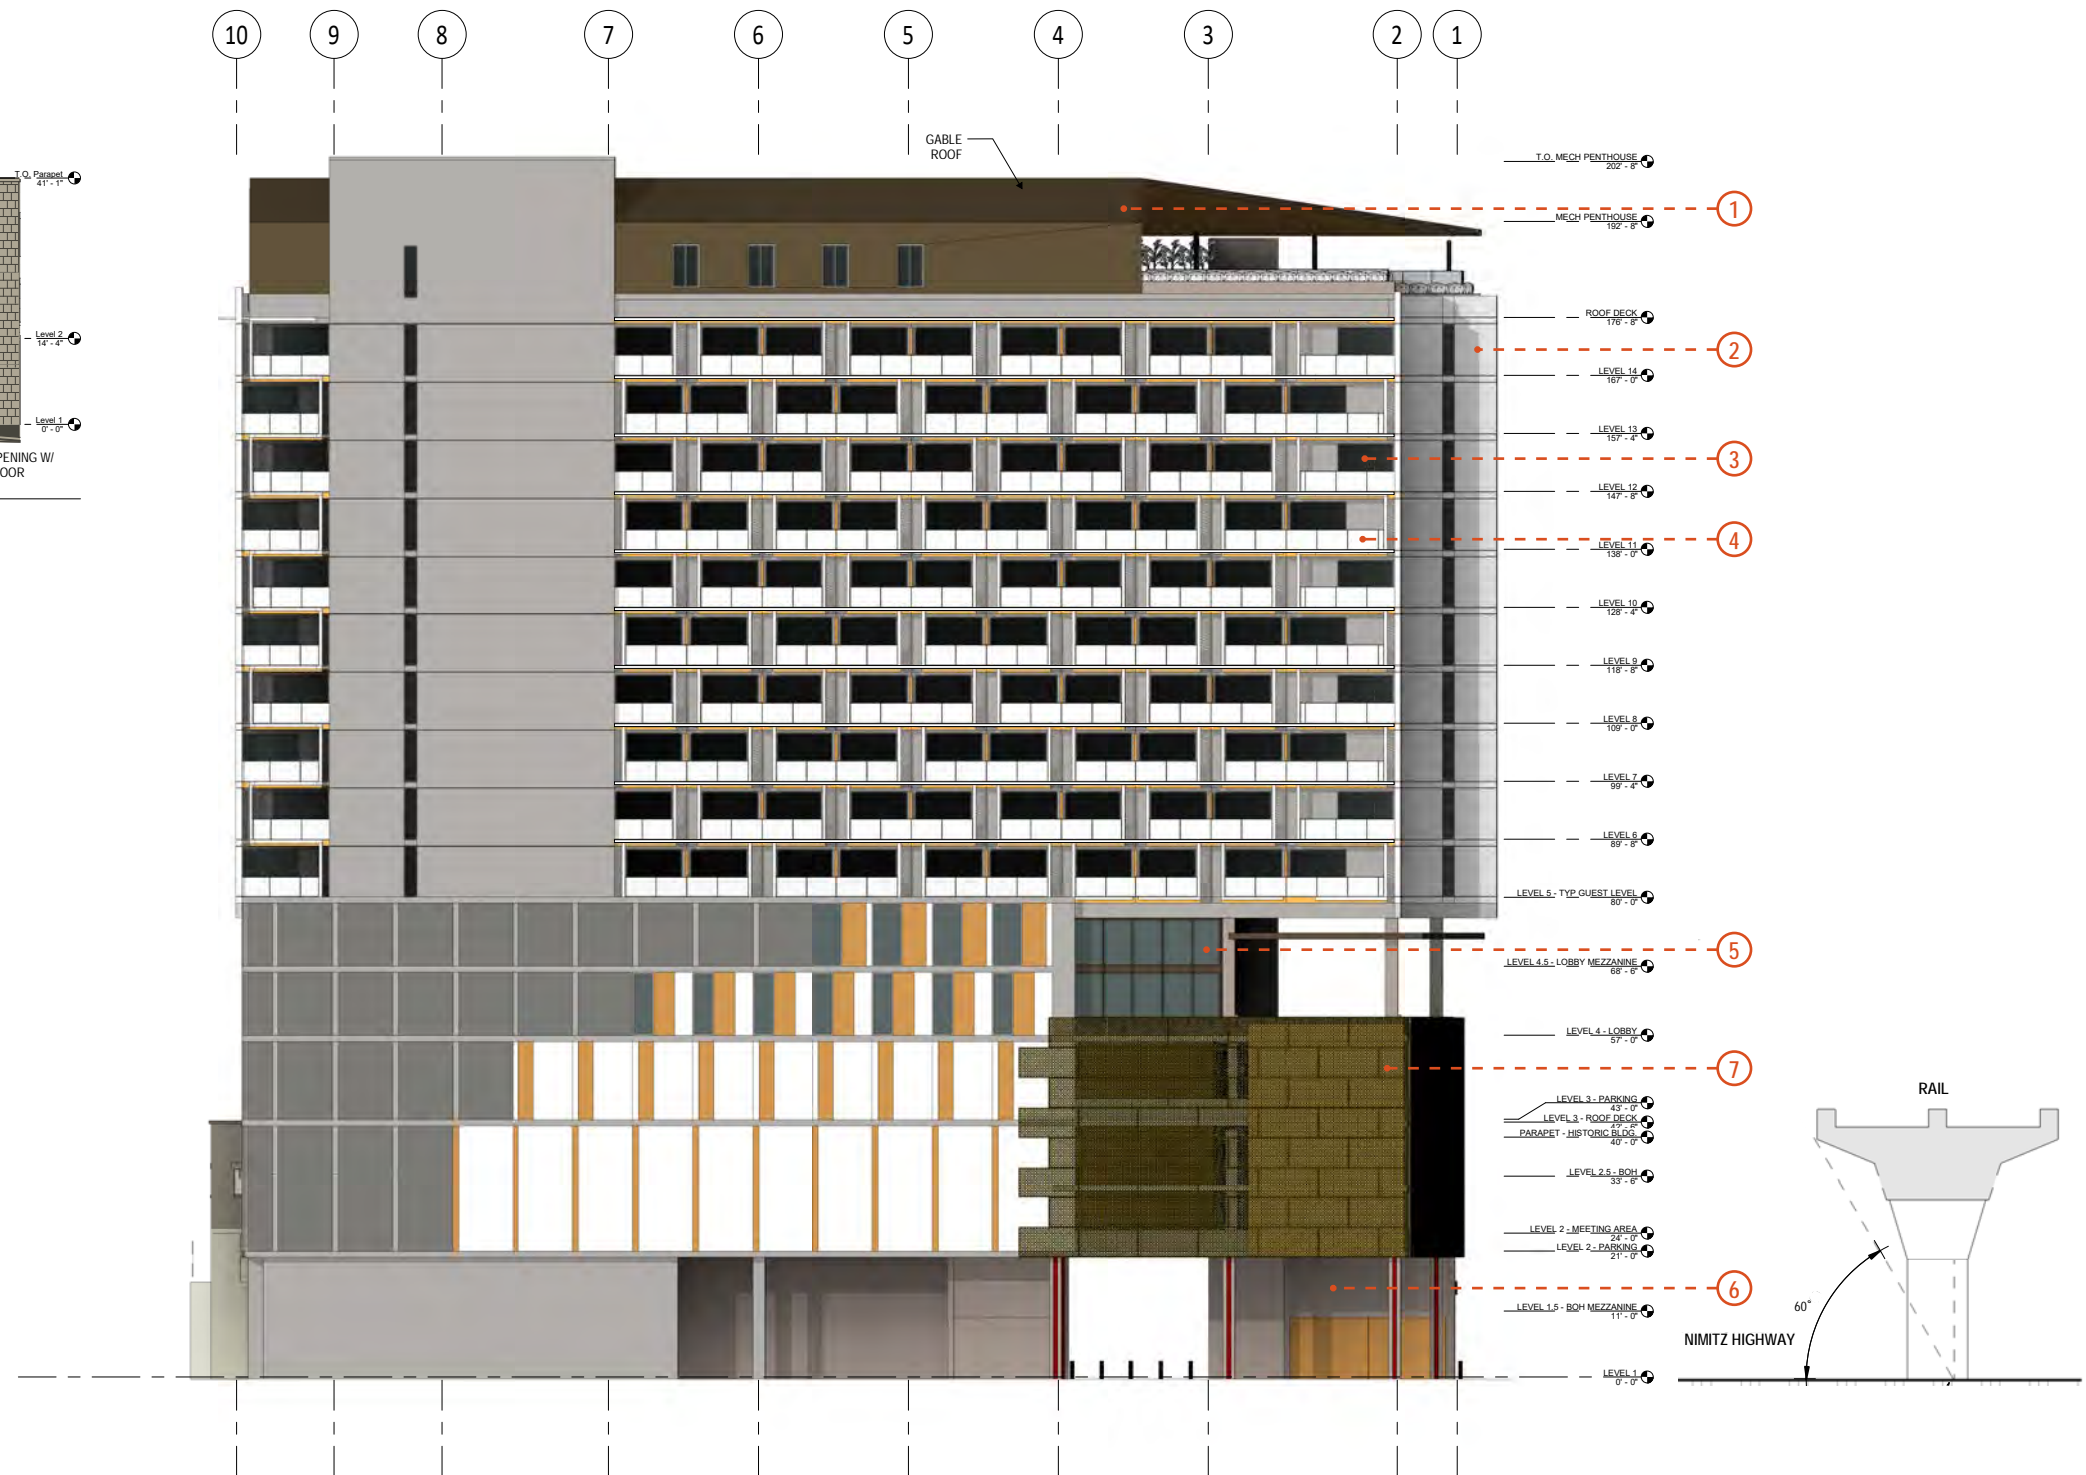 10
9
8
7
6
5
4
3
2
1
GABLE
ROOF
T.O. Parapet
41' - 1"
Level 2
14' - 4"
Level 1
0' - 0"
PENING W/
OOR
T.O. MECH PENTHOUSE
202' - 8"
1
MECH PENTHOUSE
192' - 8"
ROOF DECK
176' - 8"
2
LEVEL 14
167' - 0"
LEVEL 13
157' - 4"
3
LEVEL 12
147' - 8"
4
LEVEL 11
138' - 0"
LEVEL 10
128' - 4"
LEVEL 9
118' - 8"
LEVEL 8
109' - 0"
LEVEL 7
99' - 4"
LEVEL 6
89' - 8"
LEVEL 5 - TYP GUEST LEVEL
80' - 0"
5
LEVEL 4.5 - LOBBY MEZZANINE
68' - 6"
LEVEL 4 - LOBBY
57' - 0"
7
LEVEL 3 - PARKING
43' - 0"
LEVEL 3 - ROOF DECK
42' - 6"
PARAPET - HISTORIC BLDG.
40' - 0"
LEVEL 2.5 - BOH
33' - 6"
LEVEL 2 - MEETING AREA
24' - 0"
LEVEL 2 - PARKING
21' - 0"
6
LEVEL 1.5 - BOH MEZZANINE
11' - 0"
LEVEL 1
0' - 0"
RAIL
60°
NIMITZ HIGHWAY